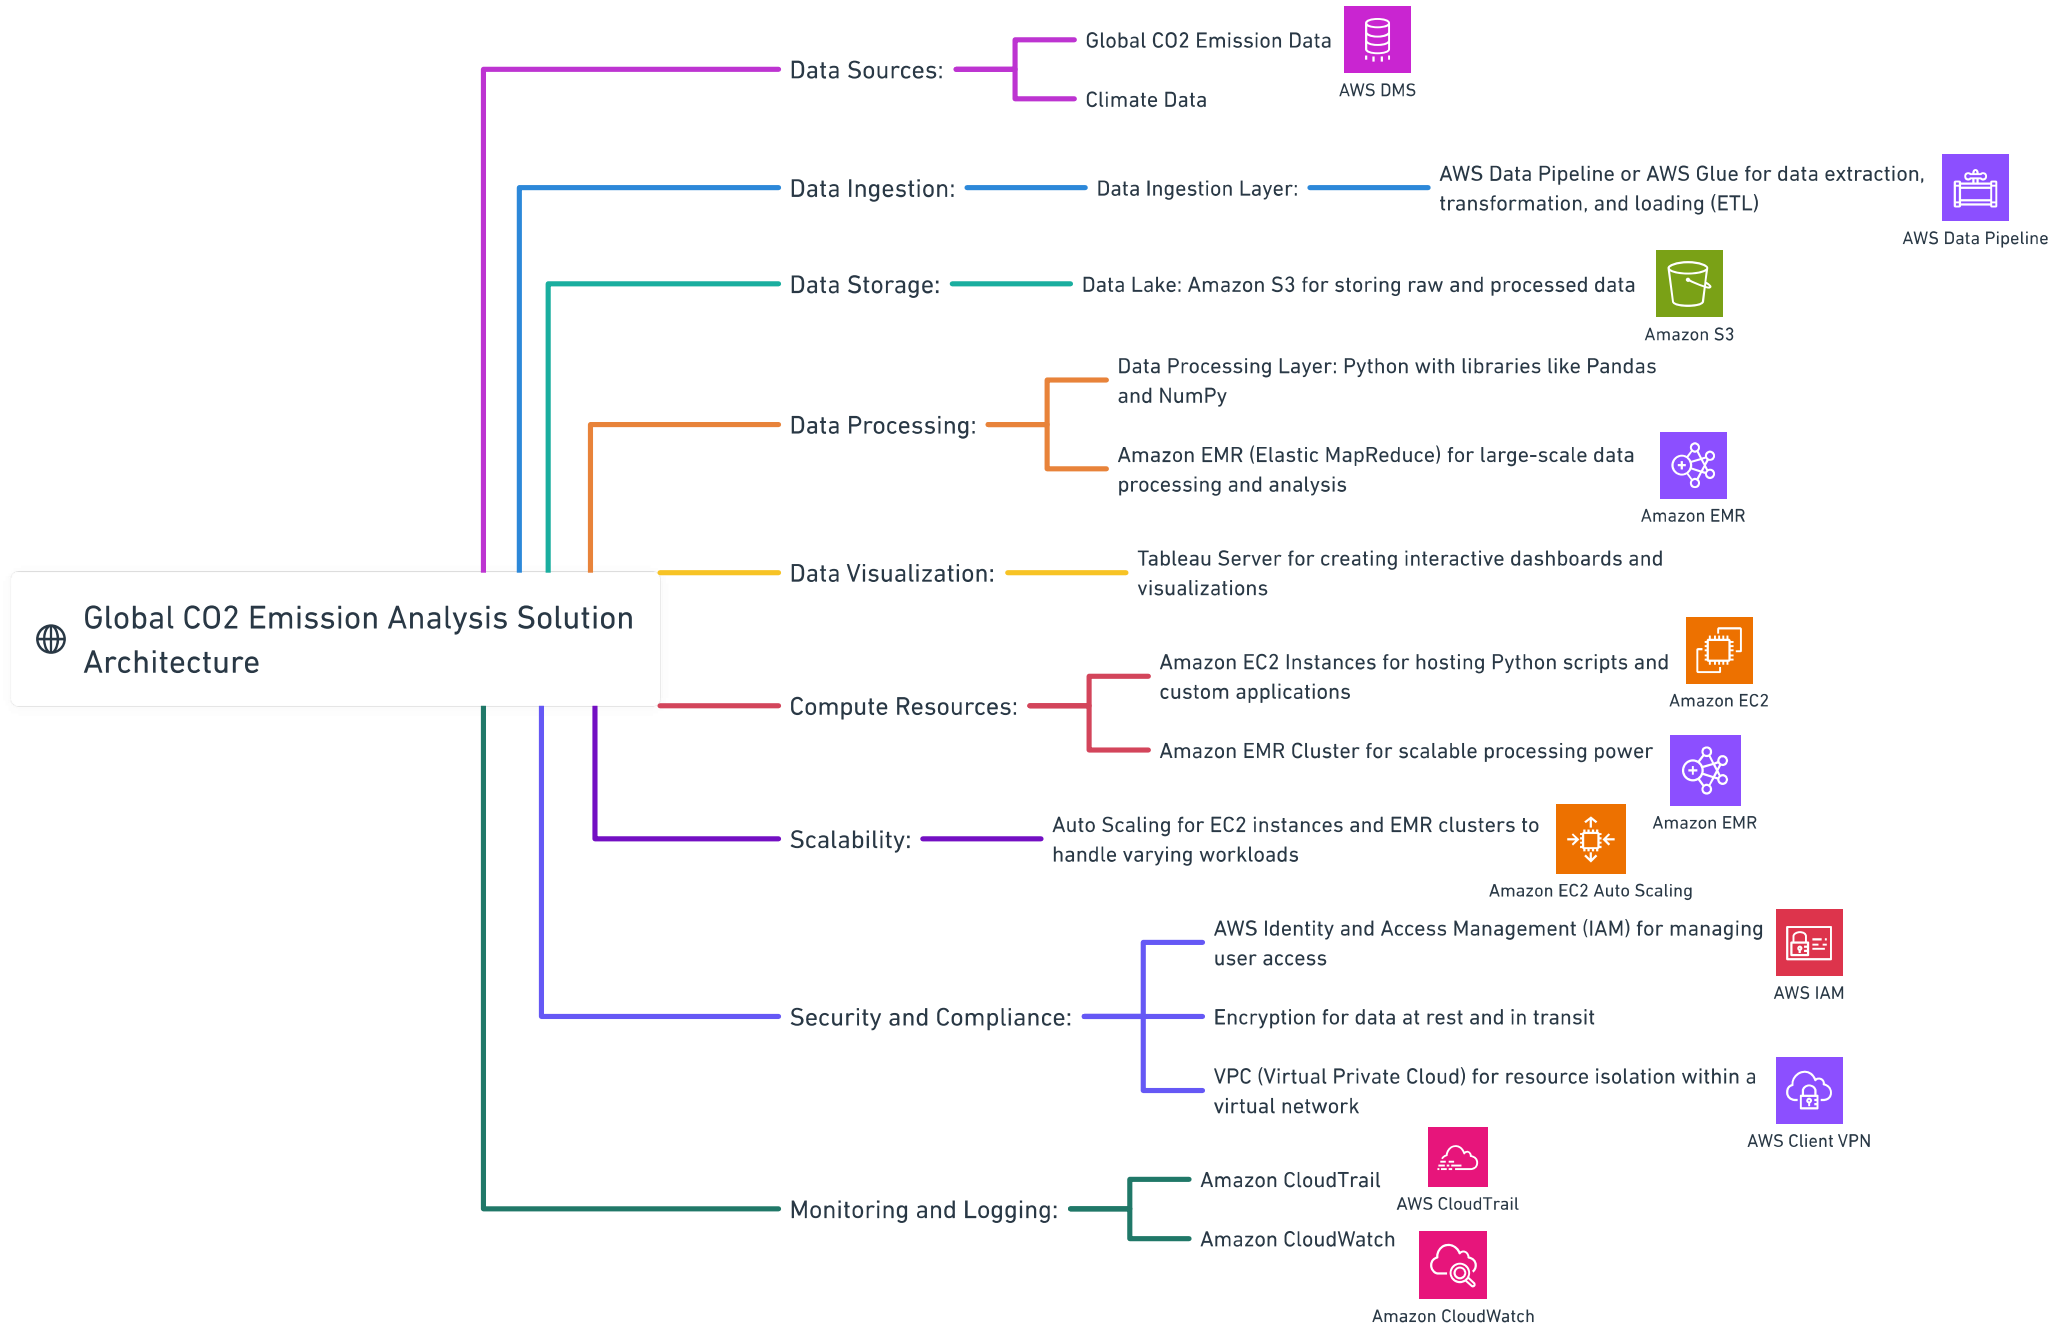 Global CO2 Emission Analysis Solution
Architecture
Data Sources:
Global CO2 Emission Data
AWS DMS
Climate Data
Data Ingestion:
Data Ingestion Layer:
AWS Data Pipeline or AWS Glue for data extraction,
transformation, and loading (ETL)
AWS Data Pipeline
Data Storage:
Data Lake: Amazon S3 for storing raw and processed data
Amazon S3
Data Processing:
Data Processing Layer: Python with libraries like Pandas
and NumPy
Amazon EMR (Elastic MapReduce) for large-scale data
processing and analysis
Amazon EMR
Data Visualization:
Tableau Server for creating interactive dashboards and
visualizations
Compute Resources:
Amazon EC2 Instances for hosting Python scripts and
custom applications
Amazon EC2
Amazon EMR Cluster for scalable processing power
Amazon EMR
Scalability:
Auto Scaling for EC2 instances and EMR clusters to
handle varying workloads
Amazon EC2 Auto Scaling
Security and Compliance:
AWS Identity and Access Management (IAM) for managing
user access
AWS IAM
Encryption for data at rest and in transit
VPC (Virtual Private Cloud) for resource isolation within a
virtual network
AWS Client VPN
Monitoring and Logging:
Amazon CloudTrail
AWS CloudTrail
Amazon CloudWatch
Amazon CloudWatch